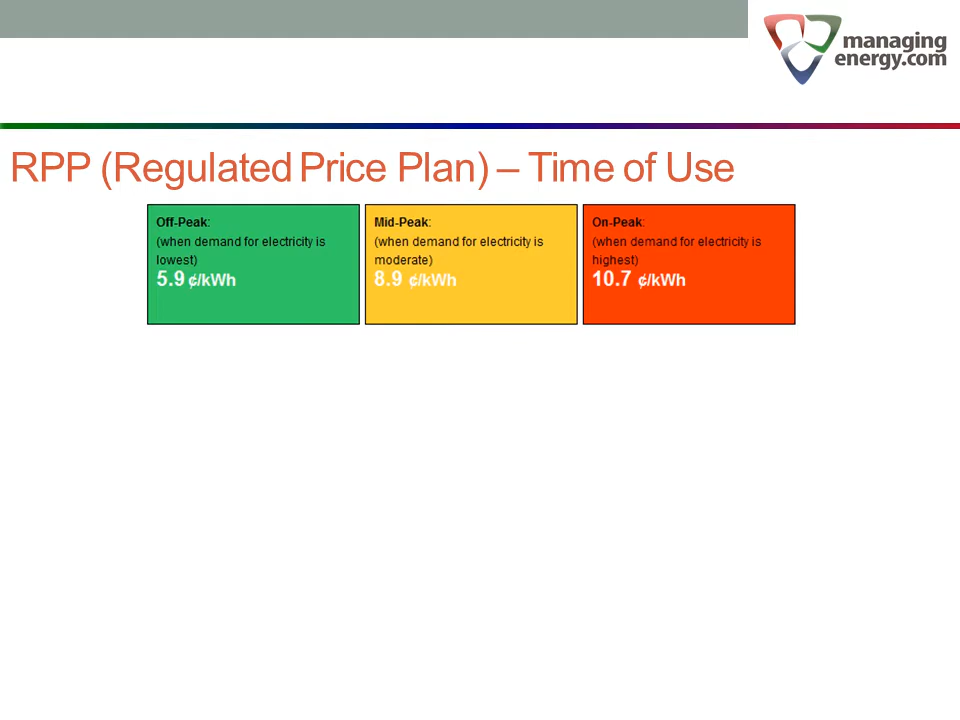 managing
energy.com
RPP (Regulated Price Plan) – Time of Use
Off-Peak:
(when demand for electricity is
lowest)
5.9 ¢/kWh
Mid-Peak:
(when demand for electricity is
moderate)
8.9 ¢/kWh
On-Peak:
(when demand for electricity is
highest)
10.7 ¢/kWh